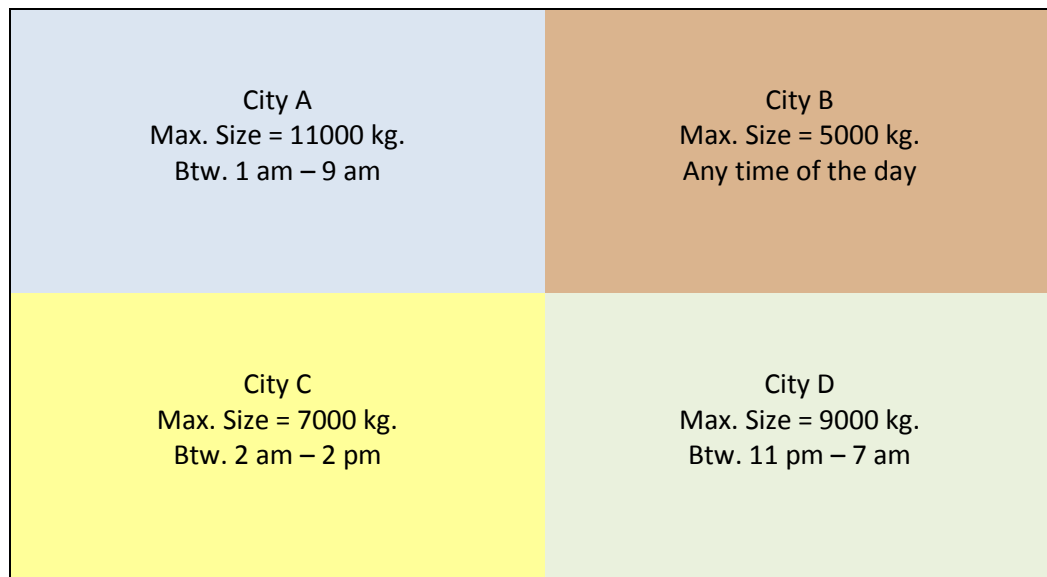 City A
Max. Size = 11000 kg.
Btw. 1 am – 9 am
City B
Max. Size = 5000 kg.
Any time of the day
City C
Max. Size = 7000 kg.
Btw. 2 am – 2 pm
City D
Max. Size = 9000 kg.
Btw. 11 pm – 7 am